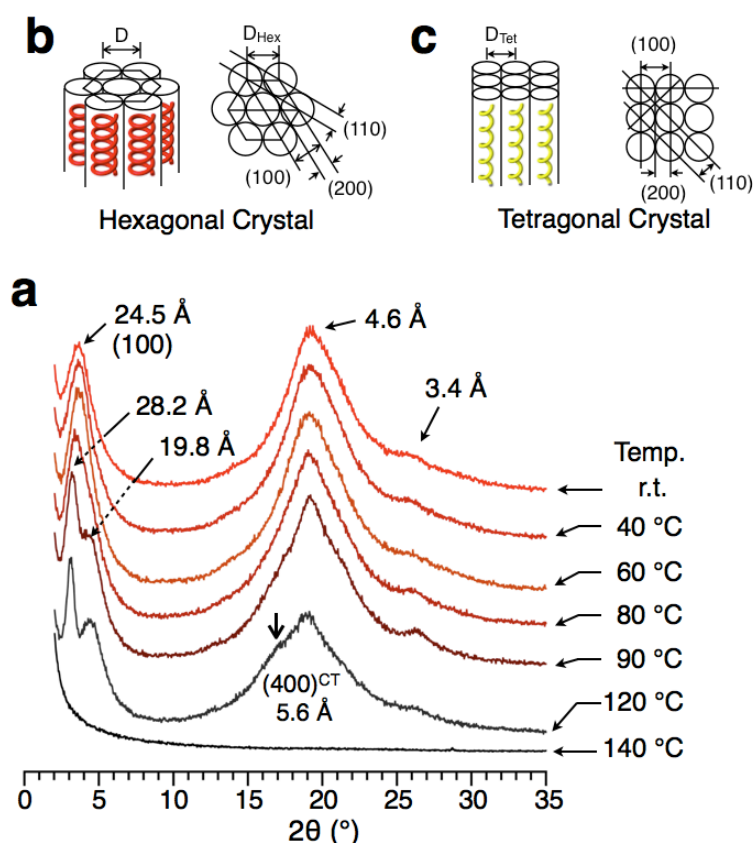 b
D
D_Hex
(110)
(100)
(200)
Hexagonal Crystal
c
D_Tet
(100)
(200)
(110)
Tetragonal Crystal
a
24.5 Å
(100)
28.2 Å
19.8 Å
4.6 Å
3.4 Å
(400)^CT
5.6 Å
Temp.
r.t.
40 °C
60 °C
80 °C
90 °C
120 °C
140 °C
0 5 10 15 20 25 30 35
2θ (°)